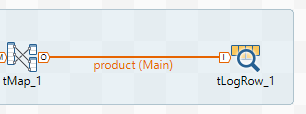 M
O
product (Main)
I
tMap_1
tLogRow_1